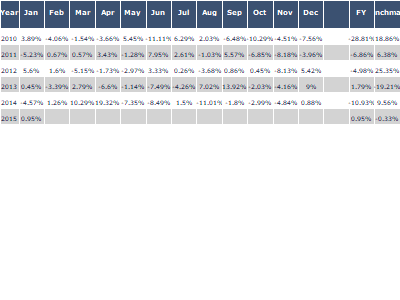 Year Jan Feb Mar Apr May Jun Jul Aug Sep Oct Nov Dec FY nchma
2010 3.89% -4.06% -1.54% -3.66% 5.45% -11.11% 6.29% 2.03% -6.48% -10.29% -4.51% -7.56% -28.81% 18.86%
2011 -5.23% 0.67% 0.57% 3.43% -1.28% 7.95% 2.61% -1.03% 5.57% -6.85% -8.18% -3.96% -6.86% 6.38%
2012 5.6% 1.6% -5.15% -1.73% -2.97% 3.33% 0.26% -3.68% 0.86% 0.45% -8.13% 5.42% -4.98% 25.35%
2013 0.45% -3.39% 2.79% -6.6% -1.14% -7.49% -4.26% 7.02% 13.92% -2.03% -4.16% 9% 1.79% -19.21%
2014 -4.57% 1.26% 10.29% 19.32% -7.35% -8.49% 1.5% -11.01% -1.8% -2.99% -4.84% 0.88% -10.93% 9.56%
2015 0.95% 0.95% -0.33%